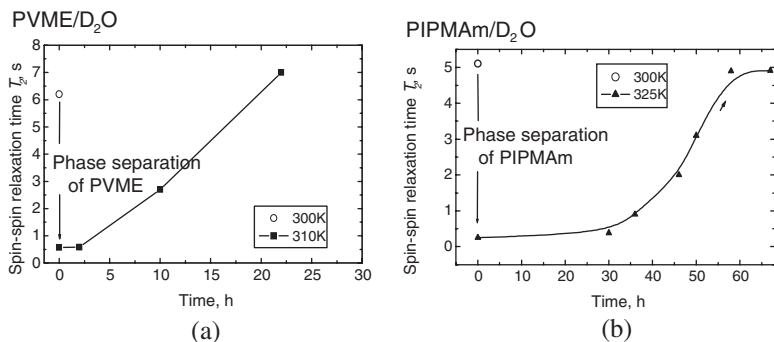 PVME/D₂O
Spin-spin relaxation time T₂, s
8
7
6
5
4
3
2
1
0
Phase separation
of PVME
300K
310K
0 5 10 15 20 25 30
Time, h
(a)
PIPMAm/D₂O
Spin-spin relaxation time T₂, s
5
4
3
2
1
0
300K
325K
Phase separation
of PIPMAm
0 10 20 30 40 50 60
Time, h
(b)